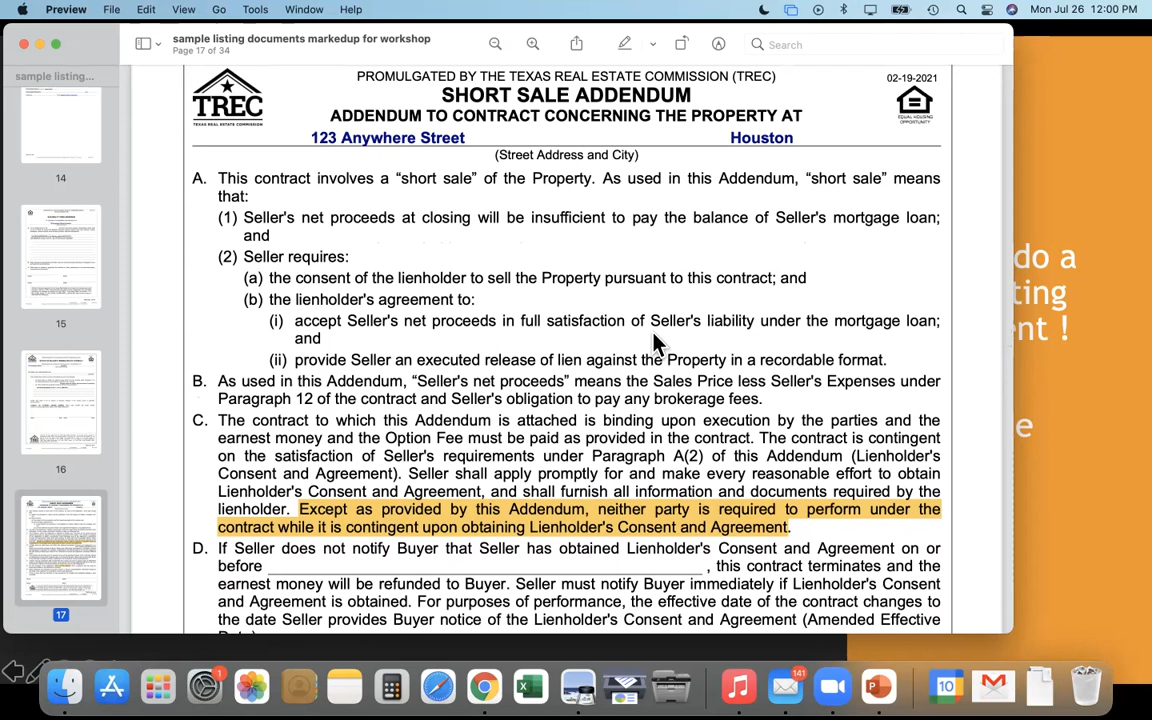 Preview File Edit View Go Tools Window Help Mon Jul 26 12:00 PM
sample listing documents markedup for workshop
Page 17 of 34
Search
sample listing...
14
15
16
17
TREC
TEXAS REAL ESTATE COMMISSION
PROMULGATED BY THE TEXAS REAL ESTATE COMMISSION (TREC)
02-19-2021
SHORT SALE ADDENDUM
EQUAL HOUSING
OPPORTUNITY
ADDENDUM TO CONTRACT CONCERNING THE PROPERTY AT
123 Anywhere Street Houston
(Street Address and City)
A. This contract involves a “short sale” of the Property. As used in this Addendum, “short sale” means
that:
(1) Seller's net proceeds at closing will be insufficient to pay the balance of Seller's mortgage loan;
and
(2) Seller requires:
(a) the consent of the lienholder to sell the Property pursuant to this contract; and
(b) the lienholder's agreement to:
(i) accept Seller's net proceeds in full satisfaction of Seller's liability under the mortgage loan;
and
(ii) provide Seller an executed release of lien against the Property in a recordable format.
B. As used in this Addendum, “Seller's net proceeds” means the Sales Price less Seller's Expenses under
Paragraph 12 of the contract and Seller's obligation to pay any brokerage fees.
C. The contract to which this Addendum is attached is binding upon execution by the parties and the
earnest money and the Option Fee must be paid as provided in the contract. The contract is contingent
on the satisfaction of Seller's requirements under Paragraph A(2) of this Addendum (Lienholder's
Consent and Agreement). Seller shall apply promptly for and make every reasonable effort to obtain
Lienholder's Consent and Agreement, and shall furnish all information and documents required by the
lienholder. Except as provided by this Addendum, neither party is required to perform under the
contract while it is contingent upon obtaining Lienholder's Consent and Agreement.
D. If Seller does not notify Buyer that Seller has obtained Lienholder's Consent and Agreement on or
before ________________, this contract terminates and the
earnest money will be refunded to Buyer. Seller must notify Buyer immediately if Lienholder's Consent
and Agreement is obtained. For purposes of performance, the effective date of the contract changes to
the date Seller provides Buyer notice of the Lienholder's Consent and Agreement (Amended Effective
do a
ting
nt !
e
1
141
10